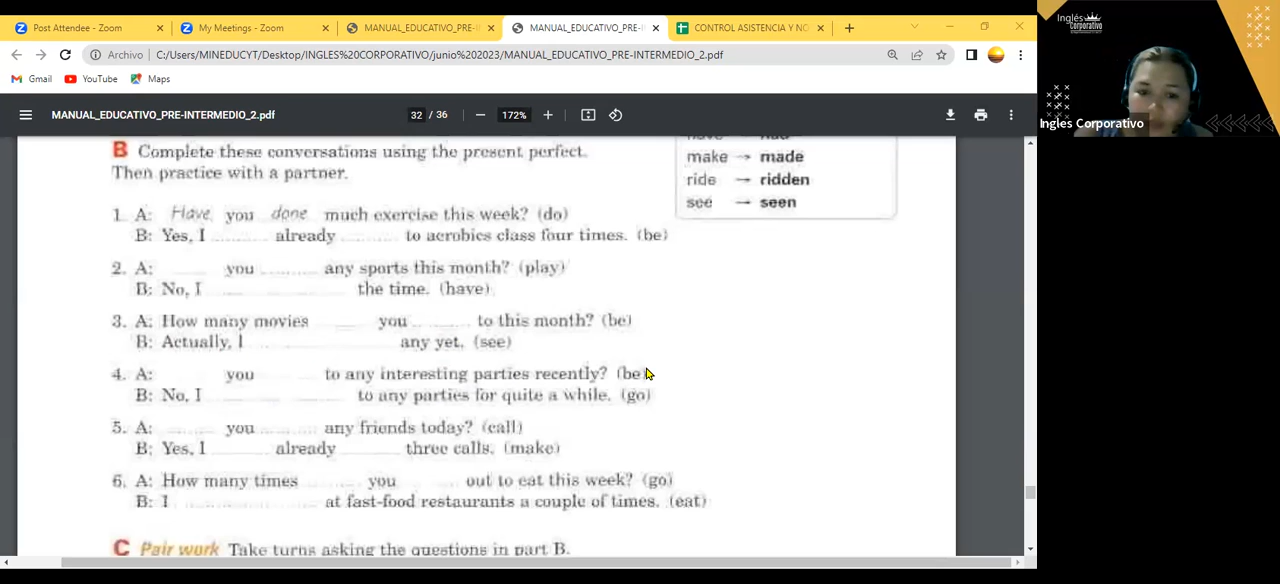 Post Attendee - Zoom
My Meetings - Zoom
MANUAL_EDUCATIVO_PRE-I
MANUAL_EDUCATIVO_PRE-
CONTROL ASISTENCIA Y NO
Archivo C:/Users/MINEDUCYT/Desktop/INGLES%20CORPORATIVO/junio%202023/MANUAL_EDUCATIVO_PRE-INTERMEDIO_2.pdf
Gmail YouTube Maps
MANUAL_EDUCATIVO_PRE-INTERMEDIO_2.pdf 32 / 36 172%
B Complete these conversations using the present perfect.
Then practice with a partner.
1. A: Have you done much exercise this week? (do)
B: Yes, I ........ already ........ to aerobics class four times. (be)
2. A: ........ you ........ any sports this month? (play)
B: No, I ........ the time. (have)
3. A: How many movies ........ you ........ to this month? (be)
B: Actually, I ........ any yet. (see)
4. A: ........ you ........ to any interesting parties recently? (be)
B: No, I ........ to any parties for quite a while. (go)
5. A: ........ you ........ any friends today? (call)
B: Yes, I ........ already ........ three calls. (make)
6. A: How many times ........ you ........ out to eat this week? (go)
B: I ........ at fast-food restaurants a couple of times. (eat)
C Pair work Take turns asking the questions in part B.
have → had
make → made
ride → ridden
see → seen
Inglés
Corporativo
Ingles Corporativo